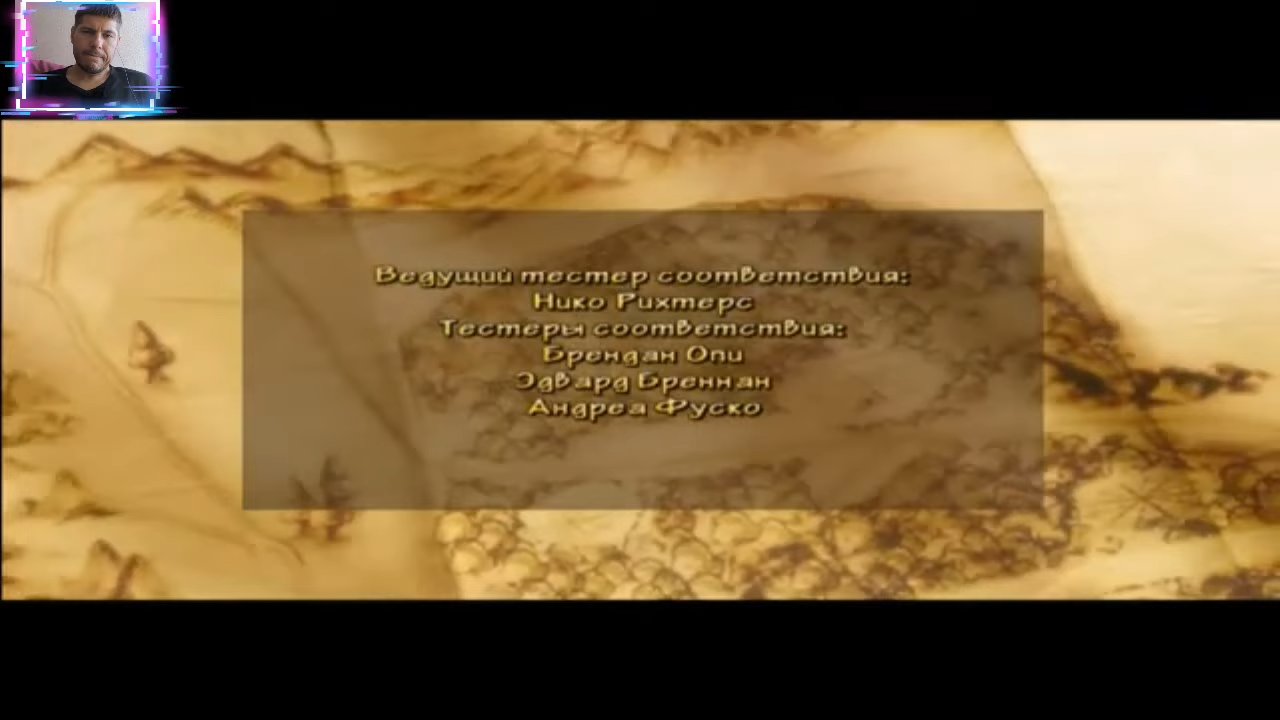 Ведущий тестер соответствия:
Нико Рихтерс
Тестеры соответствия:
Брендан Опи
Эдвард Бреннан
Андреа Фуско